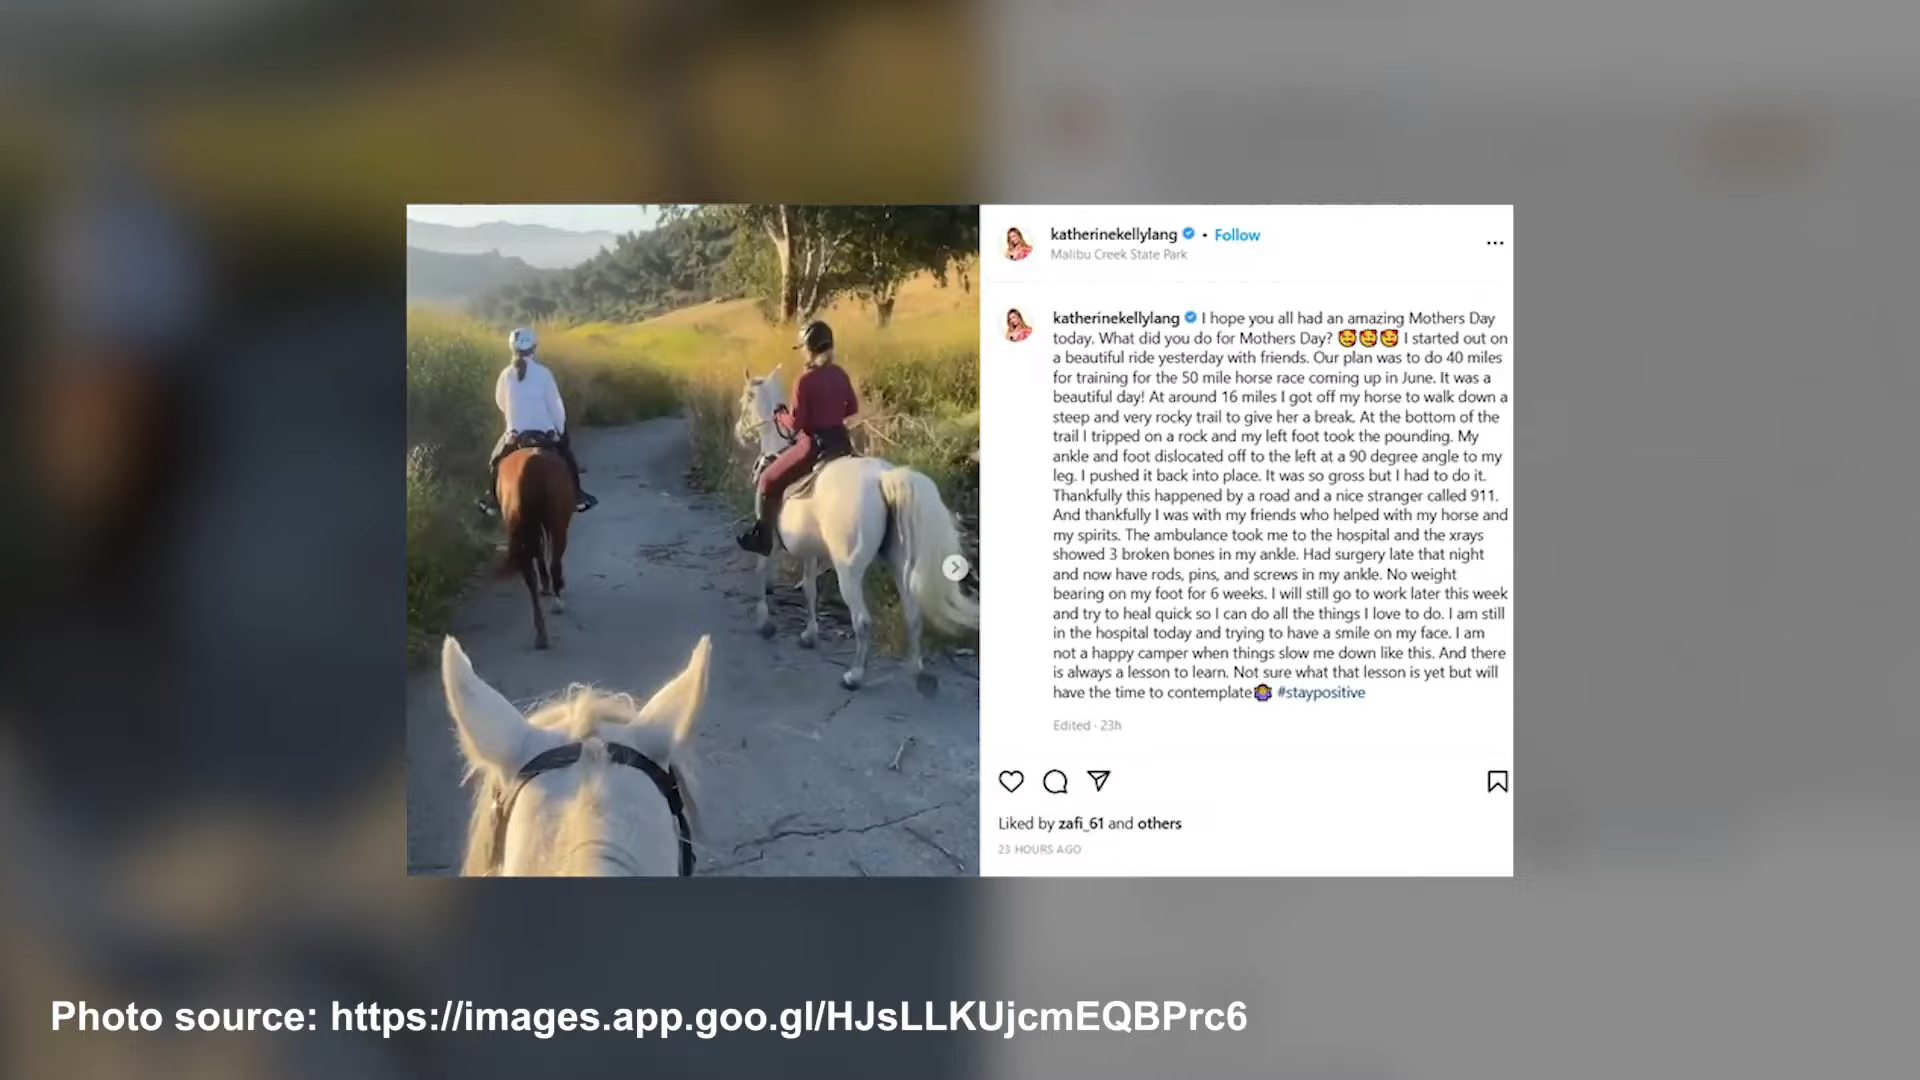 katherinekellylang • Follow
Malibu Creek State Park
katherinekellylang I hope you all had an amazing Mothers Day
today. What did you do for Mothers Day? 🥰🥰🥰 I started out on
a beautiful ride yesterday with friends. Our plan was to do 40 miles
for training for the 50 mile horse race coming up in June. It was a
beautiful day! At around 16 miles I got off my horse to walk down a
steep and very rocky trail to give her a break. At the bottom of the
trail I tripped on a rock and my left foot took the pounding. My
ankle and foot dislocated off to the left at a 90 degree angle to my
leg. I pushed it back into place. It was so gross but I had to do it.
Thankfully this happened by a road and a nice stranger called 911.
And thankfully I was with my friends who helped with my horse and
my spirits. The ambulance took me to the hospital and the xrays
showed 3 broken bones in my ankle. Had surgery late that night
and now have rods, pins, and screws in my ankle. No weight
bearing on my foot for 6 weeks. I will still go to work later this week
and try to heal quick so I can do all the things I love to do. I am still
in the hospital today and trying to have a smile on my face. I am
not a happy camper when things slow me down like this. And there
is always a lesson to learn. Not sure what that lesson is yet but will
have the time to contemplate🤷‍♀️ #staypositive
Edited · 23h
Liked by zafi_61 and others
23 HOURS AGO
Photo source: https://images.app.goo.gl/HJsLLKUjcmEQBPrc6